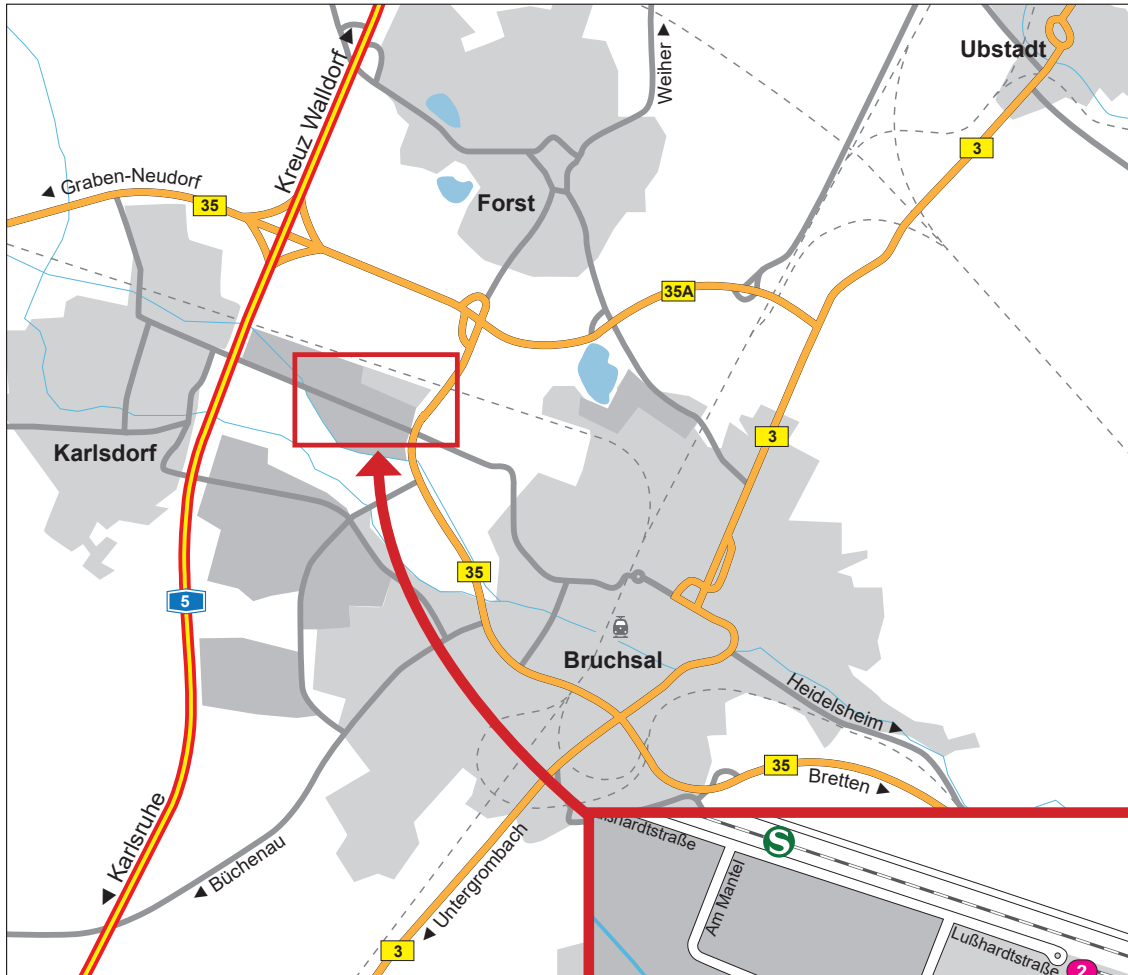 Ubstadt
Weiher
Kreuz Walldorf
3
Graben-Neudorf
35
Forst
35A
3
Karlsdorf
35
5
Bruchsal
Heidelsheim
35
Bretten
Karlsruhe
Büchenau
Untergrombach
3
ßhardtstraße
S
Am Mantel
Lußhardtstraße
2